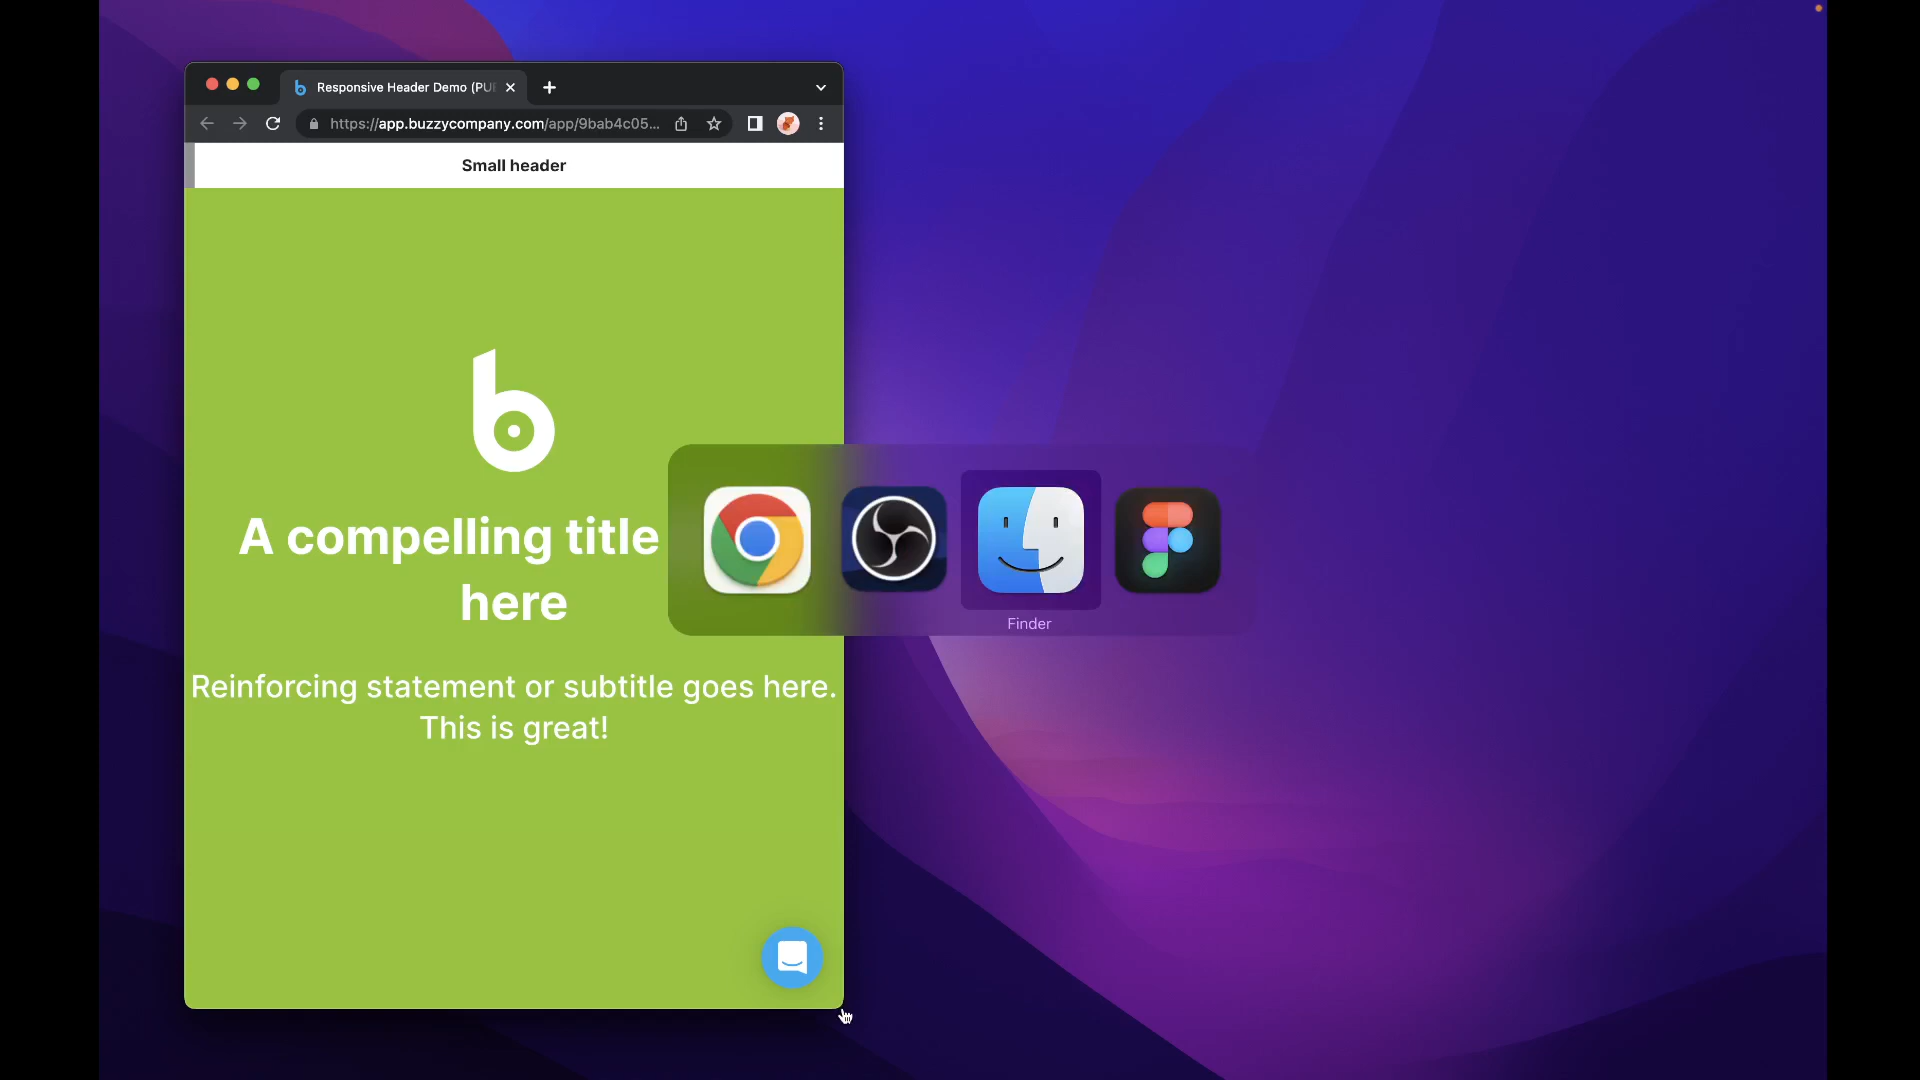 Responsive Header Demo (PU
https://app.buzzycompany.com/app/9bab4c05...
Small header
b
A compelling title
here
Reinforcing statement or subtitle goes here.
This is great!
Finder